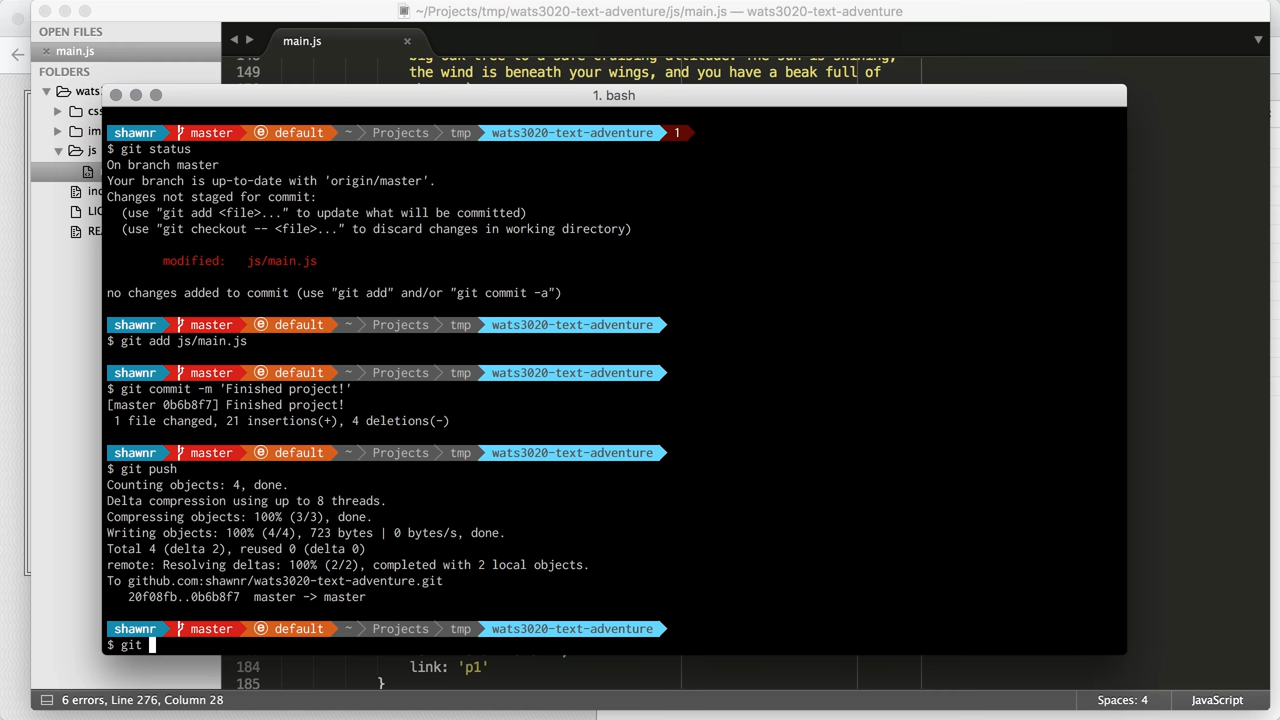 ~/Projects/tmp/wats3020-text-adventure/js/main.js — wats3020-text-adventure
OPEN FILES
main.js
FOLDERS
wats
css
im
js
inc
LIC
RE
main.js
149 the wind is beneath your wings, and you have a beak full of
1. bash
shawnr master ⓔ default ~ Projects tmp wats3020-text-adventure 1
$ git status
On branch master
Your branch is up-to-date with 'origin/master'.
Changes not staged for commit:
(use "git add <file>..." to update what will be committed)
(use "git checkout -- <file>..." to discard changes in working directory)
modified: js/main.js
no changes added to commit (use "git add" and/or "git commit -a")
shawnr master ⓔ default ~ Projects tmp wats3020-text-adventure
$ git add js/main.js
shawnr master ⓔ default ~ Projects tmp wats3020-text-adventure
$ git commit -m 'Finished project!'
[master 0b6b8f7] Finished project!
1 file changed, 21 insertions(+), 4 deletions(-)
shawnr master ⓔ default ~ Projects tmp wats3020-text-adventure
$ git push
Counting objects: 4, done.
Delta compression using up to 8 threads.
Compressing objects: 100% (3/3), done.
Writing objects: 100% (4/4), 723 bytes | 0 bytes/s, done.
Total 4 (delta 2), reused 0 (delta 0)
remote: Resolving deltas: 100% (2/2), completed with 2 local objects.
To github.com:shawnr/wats3020-text-adventure.git
20f08fb..0b6b8f7 master -> master
shawnr master ⓔ default ~ Projects tmp wats3020-text-adventure
$ git
184 link: 'p1'
185 }
6 errors, Line 276, Column 28
Spaces: 4
JavaScript